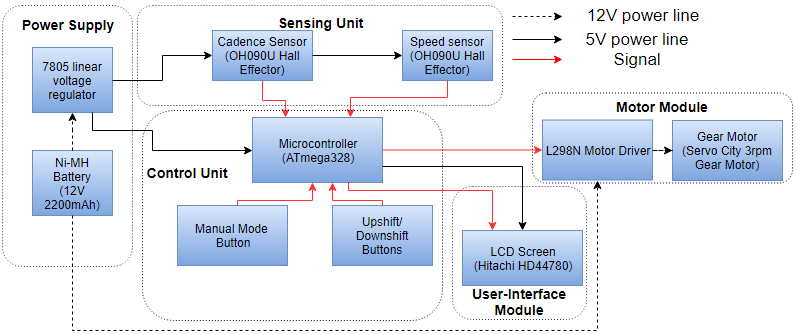 Power Supply
7805 linear
voltage
regulator
Ni-MH
Battery
(12V
2200mAh)
Sensing Unit
Cadence Sensor
(OH090U Hall
Effector)
Speed sensor
(OH090U Hall
Effector)
12V power line
5V power line
Signal
Control Unit
Microcontroller
(ATmega328)
Manual Mode
Button
Upshift/
Downshift
Buttons
Motor Module
L298N Motor Driver
Gear Motor
(Servo City 3rpm
Gear Motor)
LCD Screen
(Hitachi HD44780)
User-Interface
Module